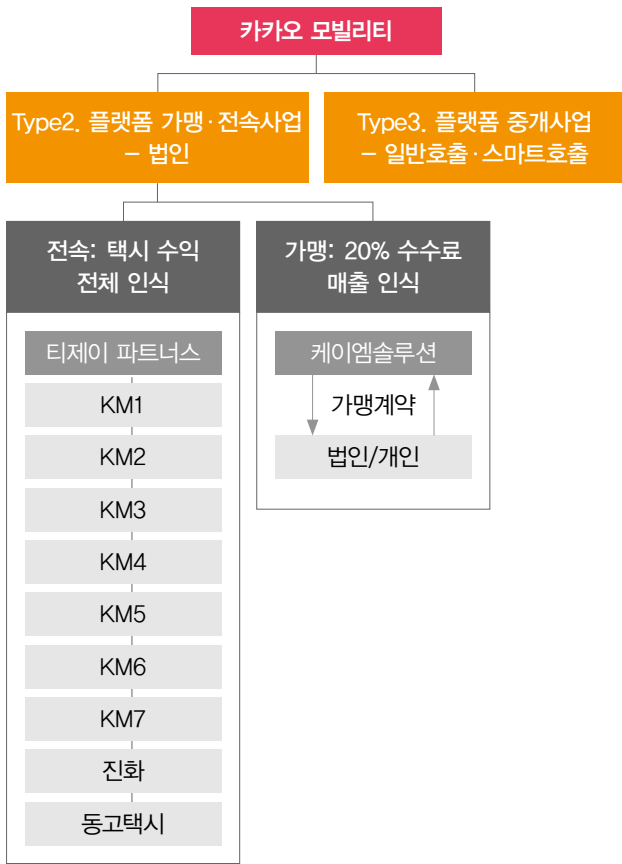 카카오 모빌리티
Type2. 플랫폼 가맹·전속사업
– 법인
Type3. 플랫폼 중개사업
– 일반호출·스마트호출
전속: 택시 수익
전체 인식
티제이 파트너스
KM1
KM2
KM3
KM4
KM5
KM6
KM7
진화
동고택시
가맹: 20% 수수료
매출 인식
케이엠솔루션
가맹계약
법인/개인